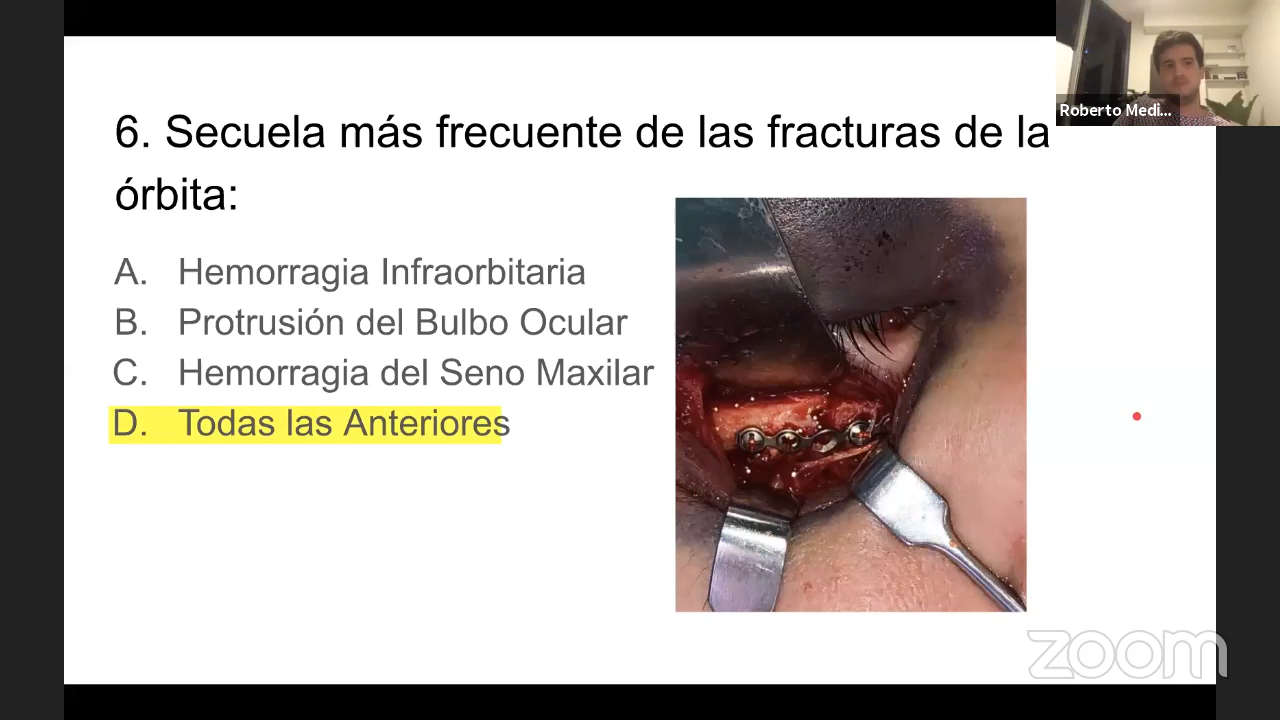 6. Secuela más frecuente de las fracturas de la
órbita:
A. Hemorragia Infraorbitaria
B. Protrusión del Bulbo Ocular
C. Hemorragia del Seno Maxilar
D. Todas las Anteriores
Roberto Medi...
zoom